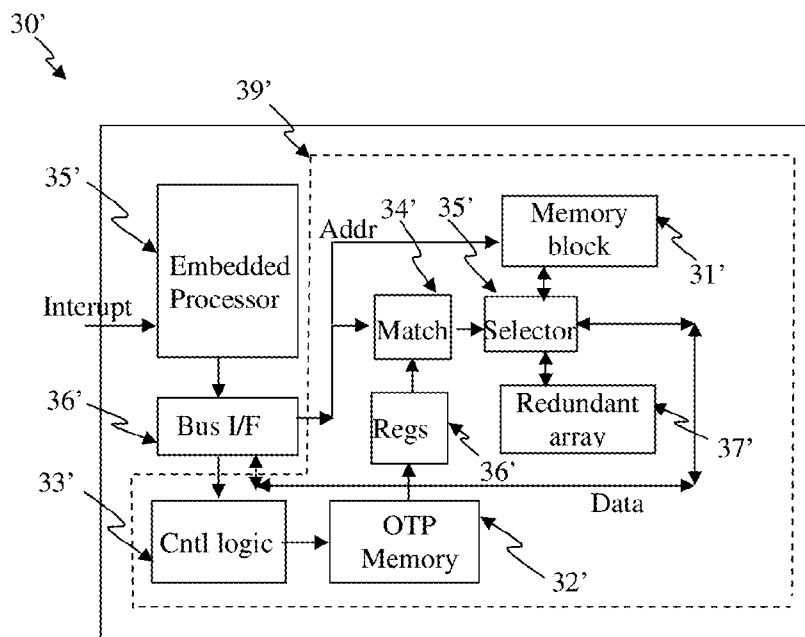 30’
39’
35’
Embedded
Processor
Interupt
36’
Bus I/F
33’
Cntl logic
Addr
34’
35’
Memory
block
31’
Match
Selector
Regs
36’
Redundant
array
37’
Data
OTP
Memory
32’